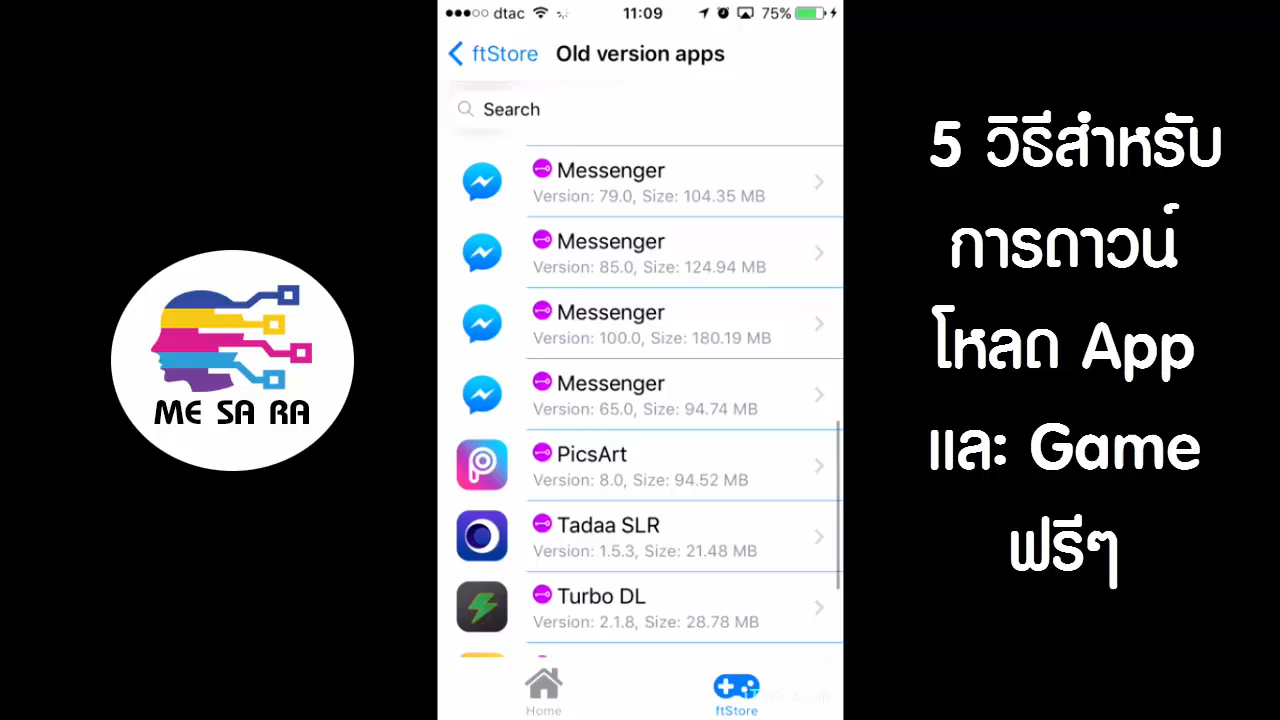 dtac 11:09 75%
ftStore Old version apps
Search
Messenger
Version: 79.0, Size: 104.35 MB
Messenger
Version: 85.0, Size: 124.94 MB
Messenger
Version: 100.0, Size: 180.19 MB
Messenger
Version: 65.0, Size: 94.74 MB
PicsArt
Version: 8.0, Size: 94.52 MB
Tadaa SLR
Version: 1.5.3, Size: 21.48 MB
Turbo DL
Version: 2.1.8, Size: 28.78 MB
Home ftStore
ME SA RA
5 วิธีสำหรับ
การดาวน์
โหลด App
และ Game
ฟรีๆ